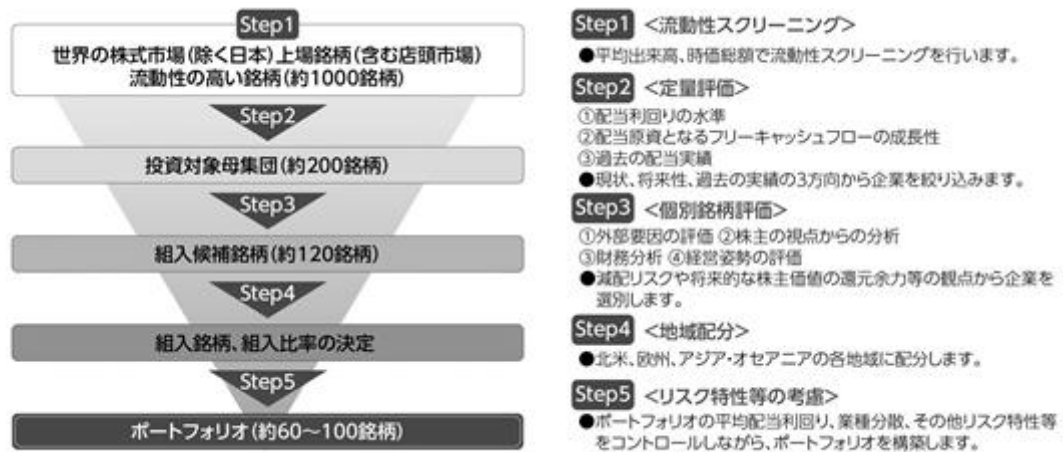 Step1
世界の株式市場(除く日本)上場銘柄(含む店頭市場)
流動性の高い銘柄(約1000銘柄)
Step2
投資対象母集団(約200銘柄)
Step3
組入候補銘柄(約120銘柄)
Step4
組入銘柄、組入比率の決定
Step5
ポートフォリオ(約60～100銘柄)
Step1 <流動性スクリーニング>
●平均出来高、時価総額で流動性スクリーニングを行います。
Step2 <定量評価>
①配当利回りの水準
②配当原資となるフリーキャッシュフローの成長性
③過去の配当実績
●現状、将来性、過去の実績の3方向から企業を絞り込みます。
Step3 <個別銘柄評価>
①外部要因の評価 ②株主の視点からの分析
③財務分析 ④経営姿勢の評価
●減配リスクや将来的な株主価値の還元余力等の観点から企業を
選別します。
Step4 <地域配分>
●北米、欧州、アジア・オセアニアの各地域に配分します。
Step5 <リスク特性等の考慮>
●ポートフォリオの平均配当利回り、業種分散、その他リスク特性等
をコントロールしながら、ポートフォリオを構築します。